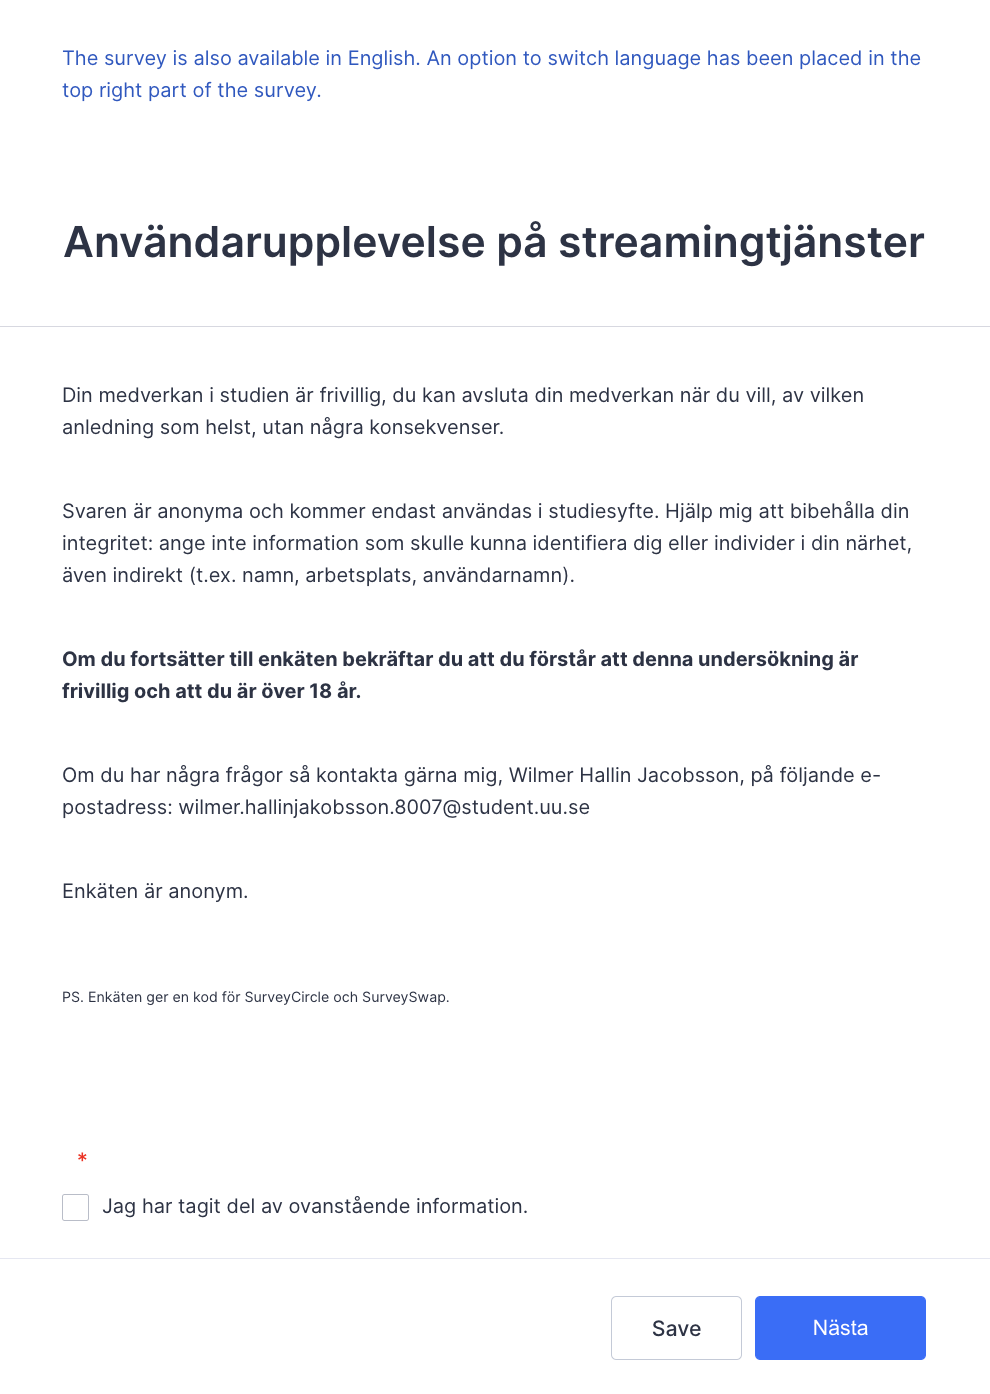 The survey is also available in English. An option to switch language has been placed in the
top right part of the survey.
Användarupplevelse på streamingtjänster
Din medverkan i studien är frivillig, du kan avsluta din medverkan när du vill, av vilken
anledning som helst, utan några konsekvenser.
Svaren är anonyma och kommer endast användas i studiesyfte. Hjälp mig att bibehålla din
integritet: ange inte information som skulle kunna identifiera dig eller individer i din närhet,
även indirekt (t.ex. namn, arbetsplats, användarnamn).
Om du fortsätter till enkäten bekräftar du att du förstår att denna undersökning är
frivillig och att du är över 18 år.
Om du har några frågor så kontakta gärna mig, Wilmer Hallin Jacobsson, på följande e-
postadress: wilmer.hallinjakobsson.8007@student.uu.se
Enkäten är anonym.
PS. Enkäten ger en kod för SurveyCircle och SurveySwap.
*
Jag har tagit del av ovanstående information.
Save
Nästa